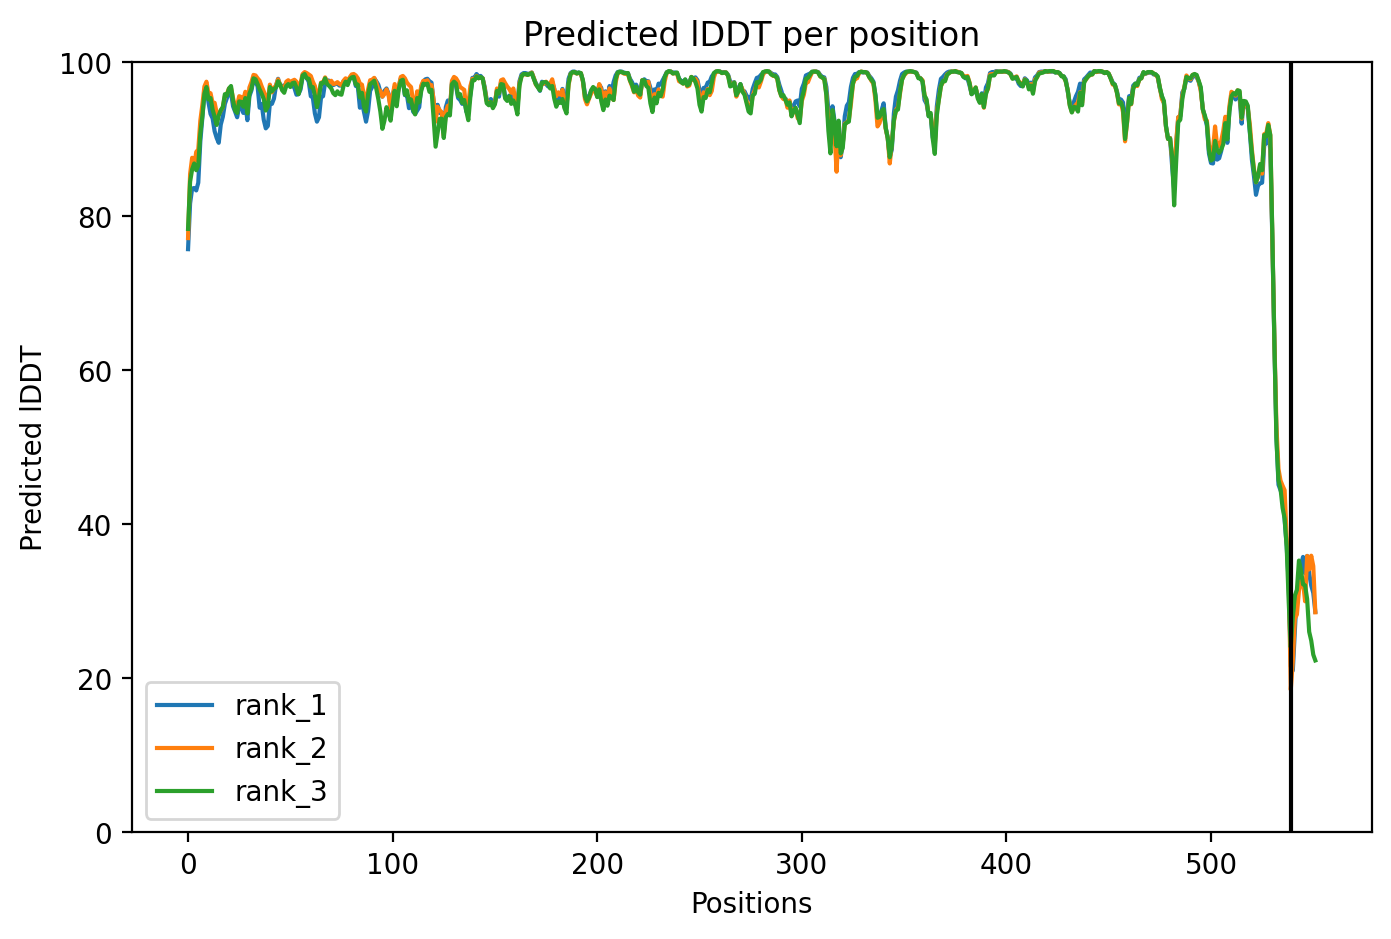 Predicted lDDT per position
100
80
60
40
20
0
Predicted lDDT
0 100 200 300 400 500
Positions
rank_1
rank_2
rank_3